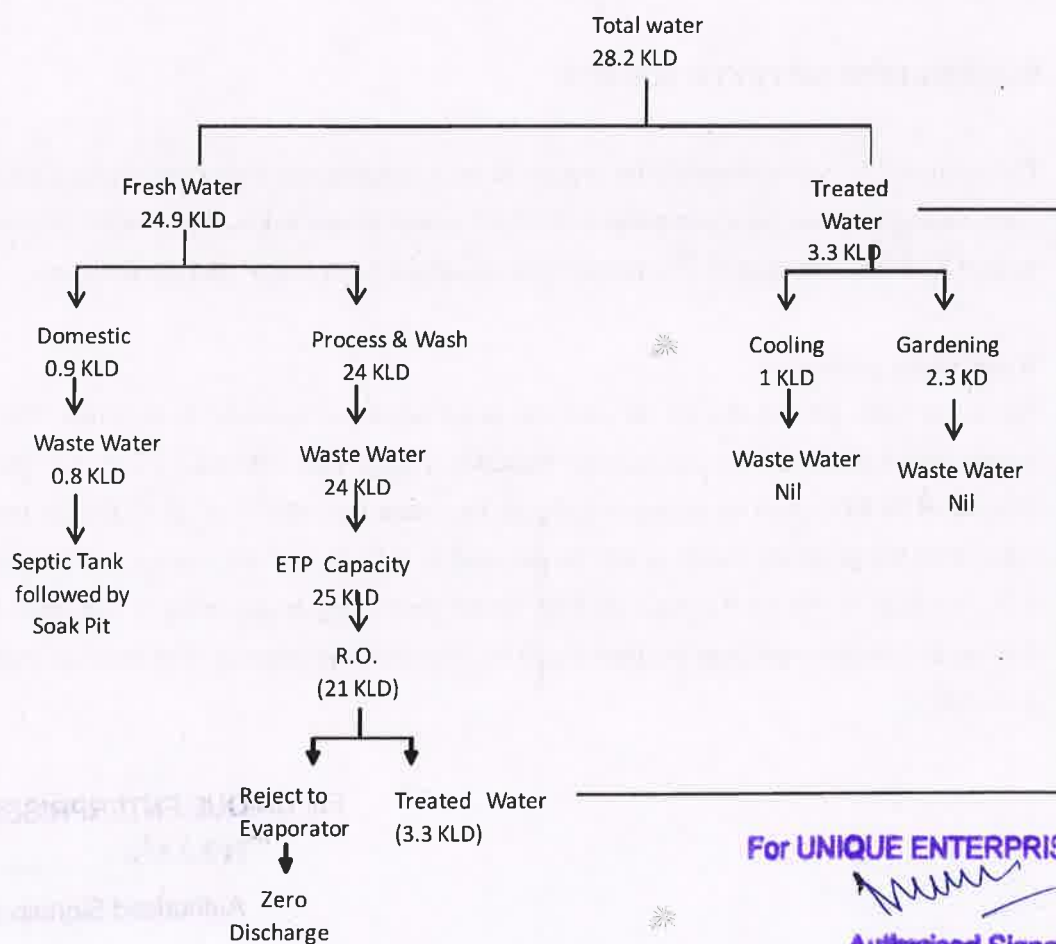 Total water
28.2 KLD
Fresh Water
24.9 KLD
Treated
Water
3.3 KLD
Domestic
0.9 KLD
Process & Wash
24 KLD
Cooling
1 KLD
Gardening
2.3 KD
Waste Water
0.8 KLD
Waste Water
24 KLD
Waste Water
Nil
Waste Water
Nil
Septic Tank
followed by
Soak Pit
ETP Capacity
25 KLD
R.O.
(21 KLD)
Reject to
Evaporator
Treated Water
(3.3 KLD)
Zero
Discharge
For UNIQUE ENTERPRIS